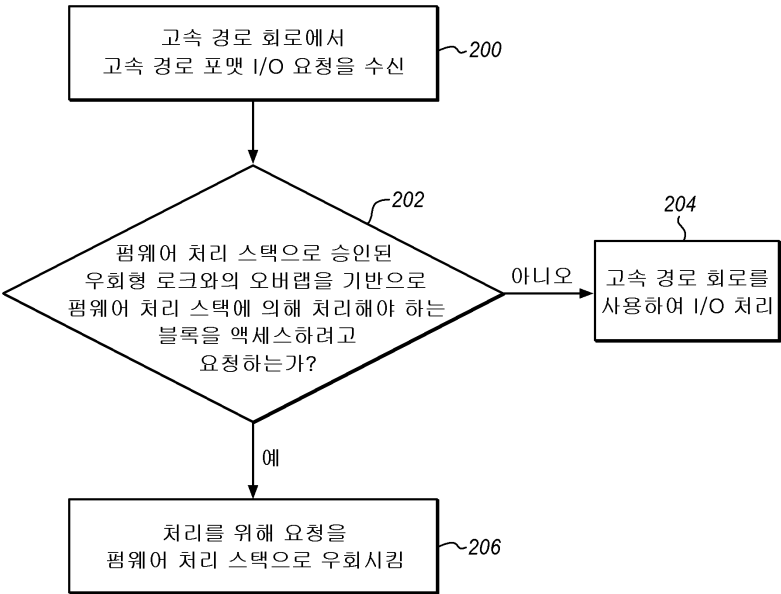 고속 경로 회로에서
고속 경로 포맷 I/O 요청을 수신
200
202
펌웨어 처리 스택으로 승인된
우회형 로크와의 오버랩을 기반으로
펌웨어 처리 스택에 의해 처리해야 하는
블록을 액세스하려고
요청하는가?
아니오
204
고속 경로 회로를
사용하여 I/O 처리
예
처리를 위해 요청을
펌웨어 처리 스택으로 우회시킴
206